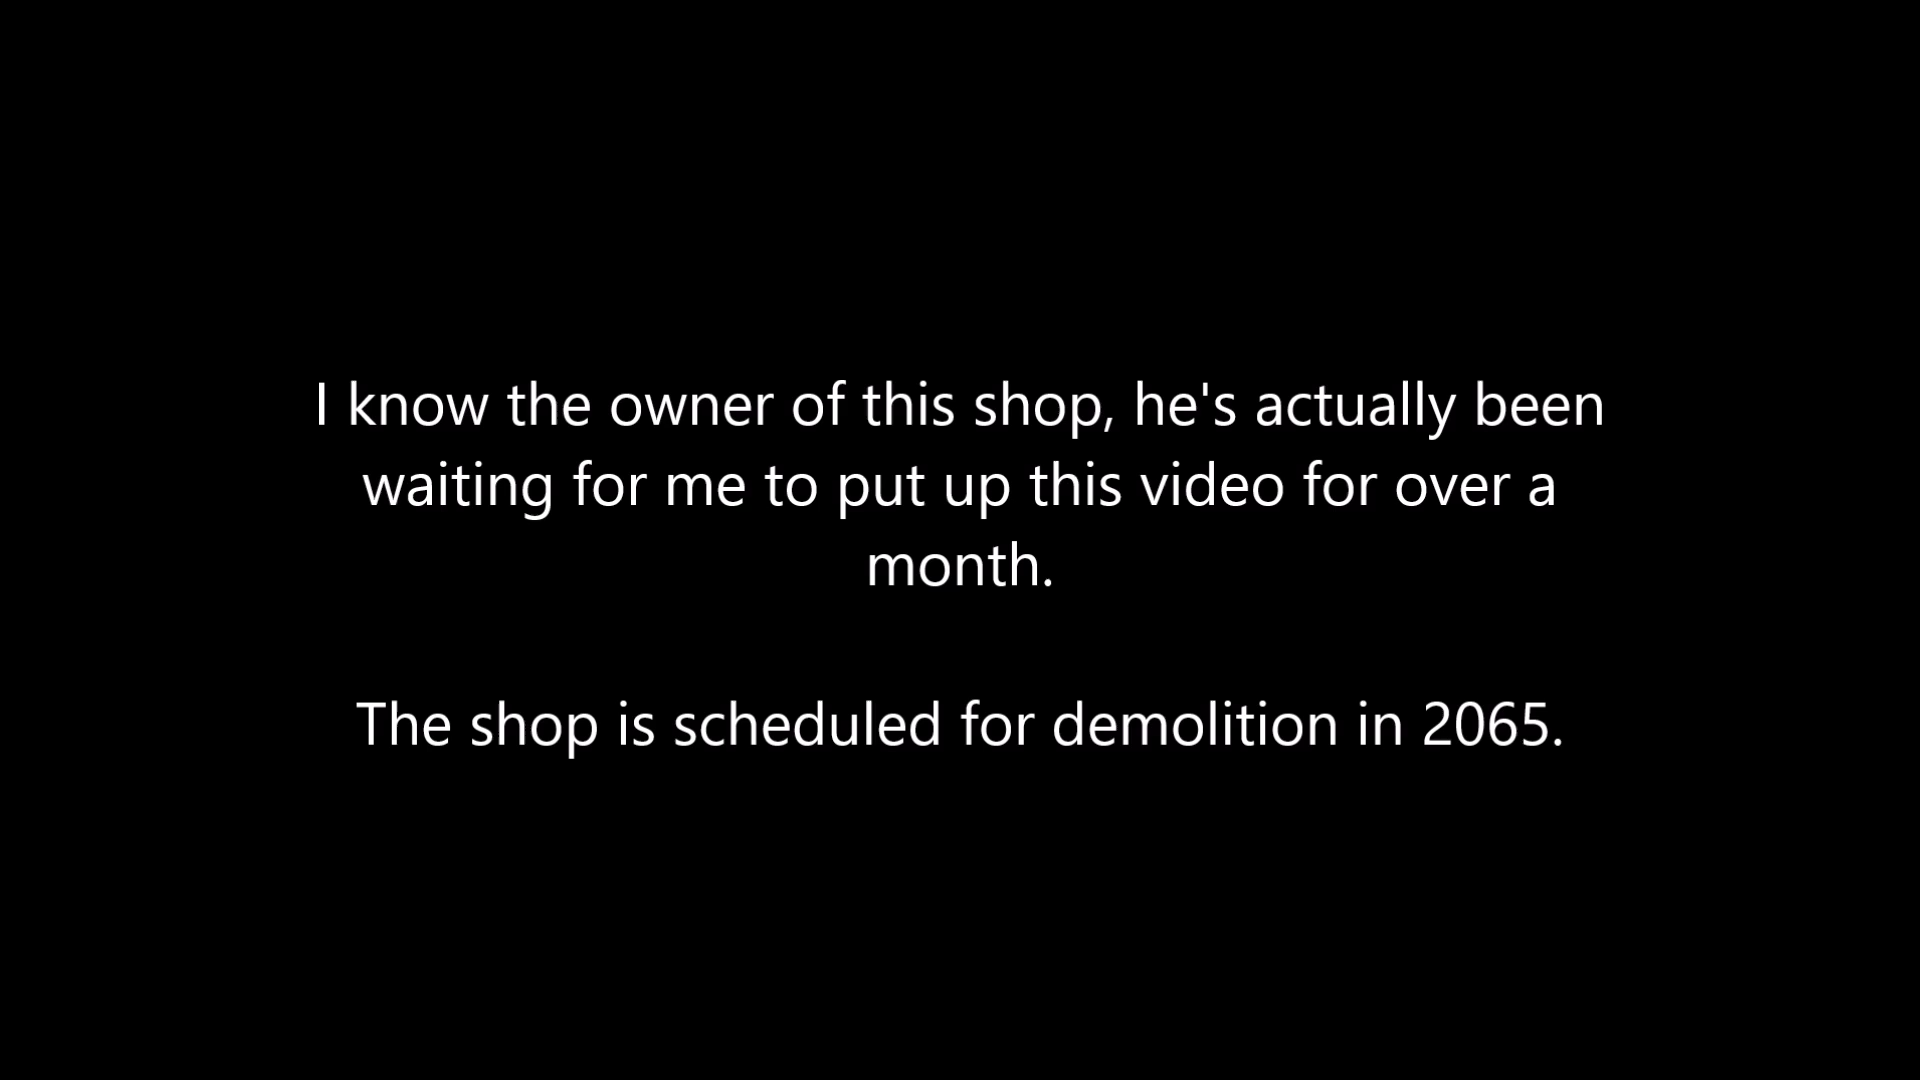 I know the owner of this shop, he's actually been
waiting for me to put up this video for over a
month.
The shop is scheduled for demolition in 2065.